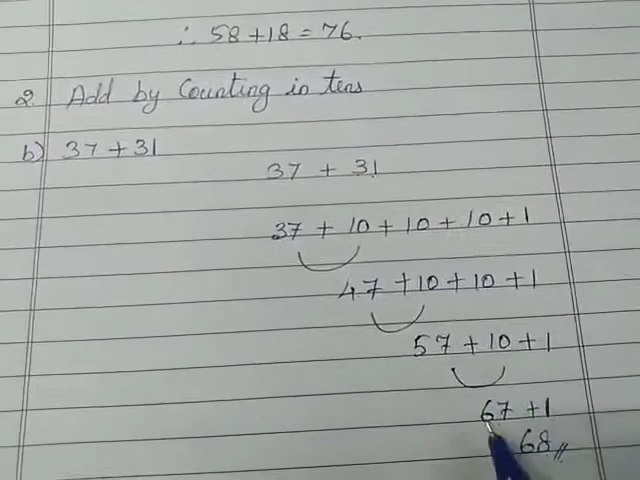 ∴ 58 + 18 = 76.
2. Add by Counting in tens
b) 37 + 31
37 + 31
37 + 10 + 10 + 10 + 1
47 + 10 + 10 + 1
57 + 10 + 1
67 + 1
68 //